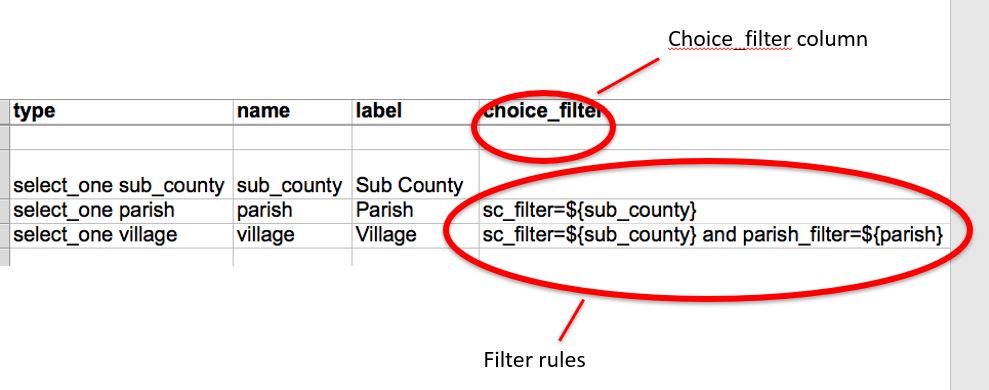 Choice_filter column
type name label choice_filter
select_one sub_county sub_county Sub County
select_one parish parish Parish sc_filter=${sub_county}
select_one village village Village sc_filter=${sub_county} and parish_filter=${parish}
Filter rules